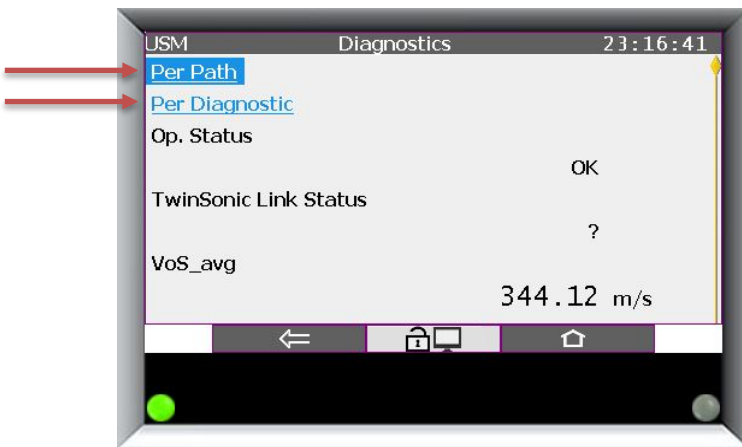 USM Diagnostics 23:16:41
Per Path
Per Diagnostic
Op. Status
OK
TwinSonic Link Status
?
VoS_avg
344.12 m/s